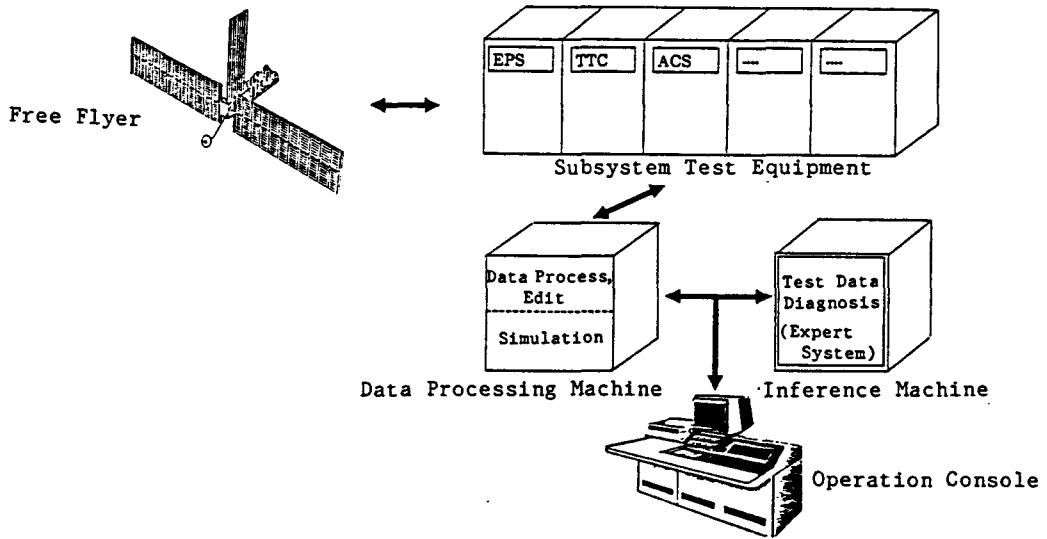 EPS
TTC
ACS
---
---
Free Flyer
Subsystem Test Equipment
Data Process,
Edit
Simulation
Test Data
Diagnosis
(Expert
System)
Data Processing Machine
Inference Machine
Operation Console